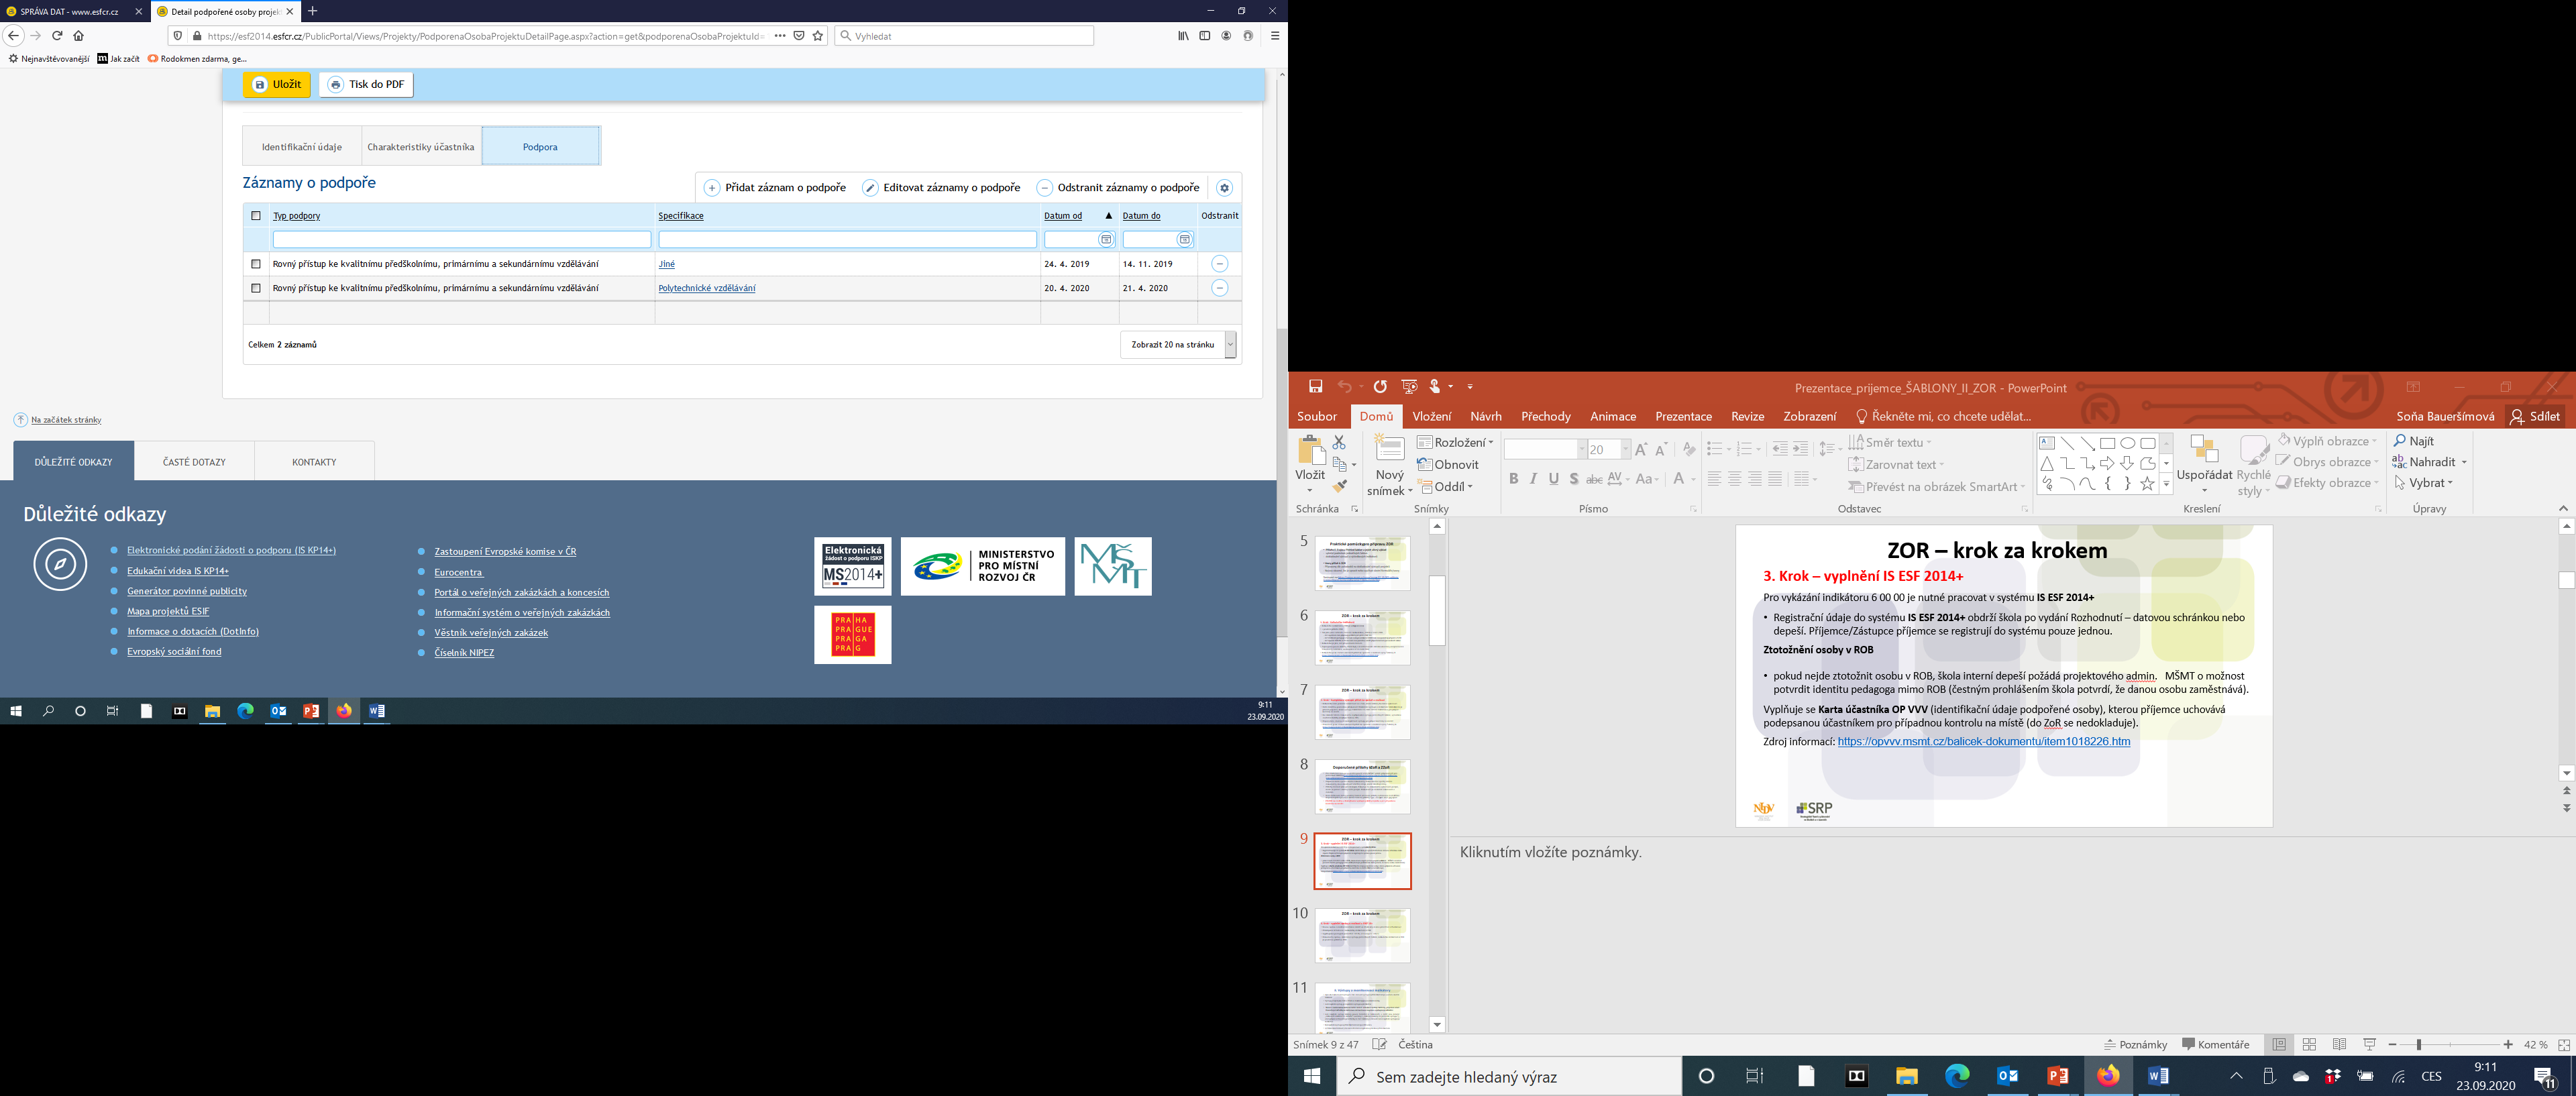 SPRÁVA DAT - www.esfcr.cz
Detail podpořené osoby projek
https://esf2014.esfcr.cz/PublicPortal/Views/Projekty/PodporenaOsobaProjektuDetailPage.aspx?action=get&podporenaOsobaProjektuId=
Vyhledat
Nejnavštěvovanější
Jak začít
Rodokmen zdarma, ge...
Uložit
Tisk do PDF
Identifikační údaje
Charakteristiky účastníka
Podpora
Záznamy o podpoře
Přidat záznam o podpoře
Editovat záznamy o podpoře
Odstranit záznamy o podpoře
Typ podpory
Specifikace
Datum od
Datum do
Odstranit
Rovný přístup ke kvalitnímu předškolnímu, primárnímu a sekundárnímu vzdělávání
Jiné
24. 4. 2019
14. 11. 2019
Rovný přístup ke kvalitnímu předškolnímu, primárnímu a sekundárnímu vzdělávání
Polytechnické vzdělávání
20. 4. 2020
21. 4. 2020
Celkem 2 záznamů
Zobrazit 20 na stránku
Na začátek stránky
DŮLEŽITÉ ODKAZY
ČASTÉ DOTAZY
KONTAKTY
Důležité odkazy
Elektronické podání žádosti o podporu (IS KP14+)
Edukační videa IS KP14+
Generátor povinné publicity
Mapa projektů ESIF
Informace o dotacích (DotInfo)
Evropský sociální fond
Zastoupení Evropské komise v ČR
Eurocentra
Portál o veřejných zakázkách a koncesích
Informační systém o veřejných zakázkách
Věstník veřejných zakázek
Číselník NIPEZ
Elektronická
žádost o podporu ISKP
MS2014+
MINISTERSTVO
PRO MÍSTNÍ
ROZVOJ ČR
MŠMT
PRA HA
PRA GUE
PRA GA
PRA G
9:11
23.09.2020
Prezentace_prijemce_ŠABLONY_II_ZOR - PowerPoint
Soubor
Domů
Vložení
Návrh
Přechody
Animace
Prezentace
Revize
Zobrazení
Řekněte mi, co chcete udělat...
Soňa Baueršímová
Sdílet
Vložit
Nový
snímek
Rozložení
Obnovit
Oddíl
20
Směr textu
Zarovnat text
Převést na obrázek SmartArt
Uspořádat
Rychlé
styly
Výplň obrazce
Obrys obrazce
Efekty obrazce
Najít
Nahradit
Vybrat
Schránka
Snímky
Písmo
Odstavec
Kreslení
Úpravy
5
6
7
8
9
10
11
ZOR – krok za krokem
3. Krok – vyplnění IS ESF 2014+
Pro vykázání indikátoru 6 00 00 je nutné pracovat v systému IS ESF 2014+
• Registrační údaje do systému IS ESF 2014+ obdrží škola po vydání Rozhodnutí – datovou schránkou nebo
depeší. Příjemce/Zástupce příjemce se registrují do systému pouze jednou.
Ztotožnění osoby v ROB
• pokud nejde ztotožnit osobu v ROB, škola interní depeší požádá projektového admin. MŠMT o možnost
potvrdit identitu pedagoga mimo ROB (čestným prohlášením škola potvrdí, že danou osobu zaměstnává).
Vyplňuje se Karta účastníka OP VVV (identifikační údaje podpořené osoby), kterou příjemce uchovává
podepsanou účastníkem pro případnou kontrolu na místě (do ZoR se nedokladuje).
Zdroj informací: https://opvvv.msmt.cz/balicek-dokumentu/item1018226.htm
SRP
Kliknutím vložíte poznámky.
Snímek 9 z 47
Čeština
Poznámky
Komentáře
42 %
Sem zadejte hledaný výraz
CES
9:11
23.09.2020
11